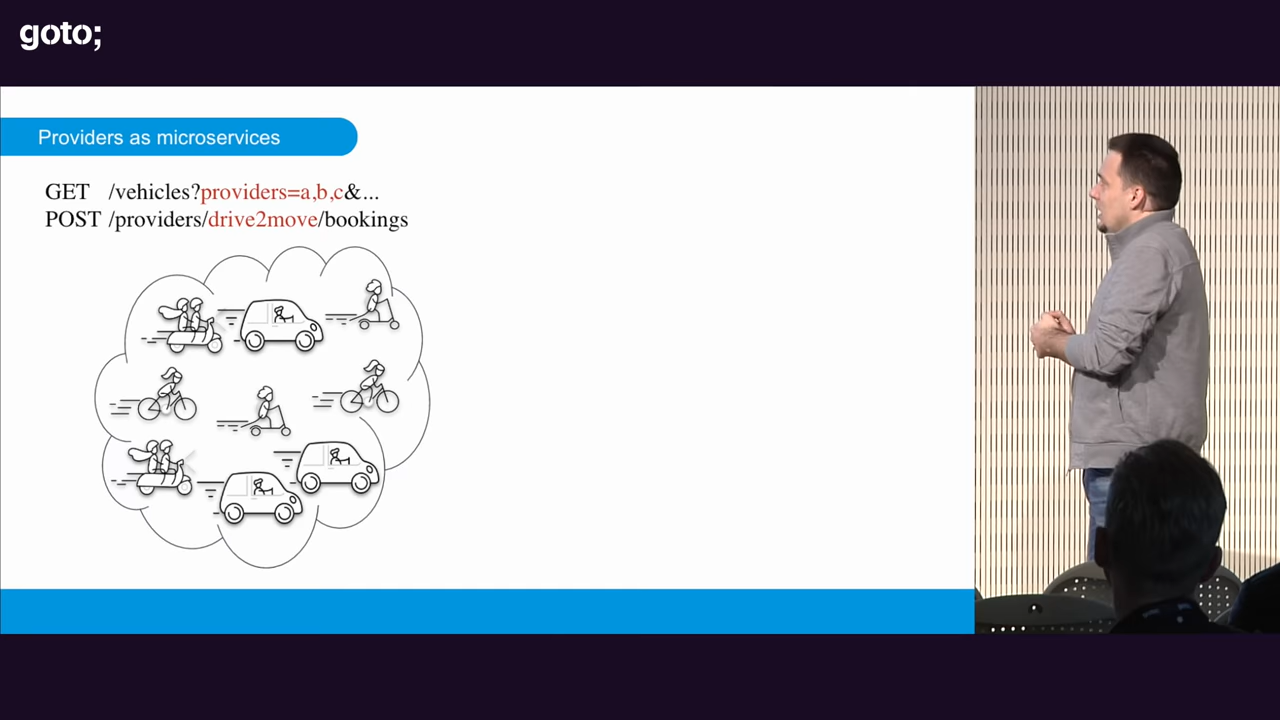 goto;
Providers as microservices
GET /vehicles?providers=a,b,c&...
POST /providers/drive2move/bookings